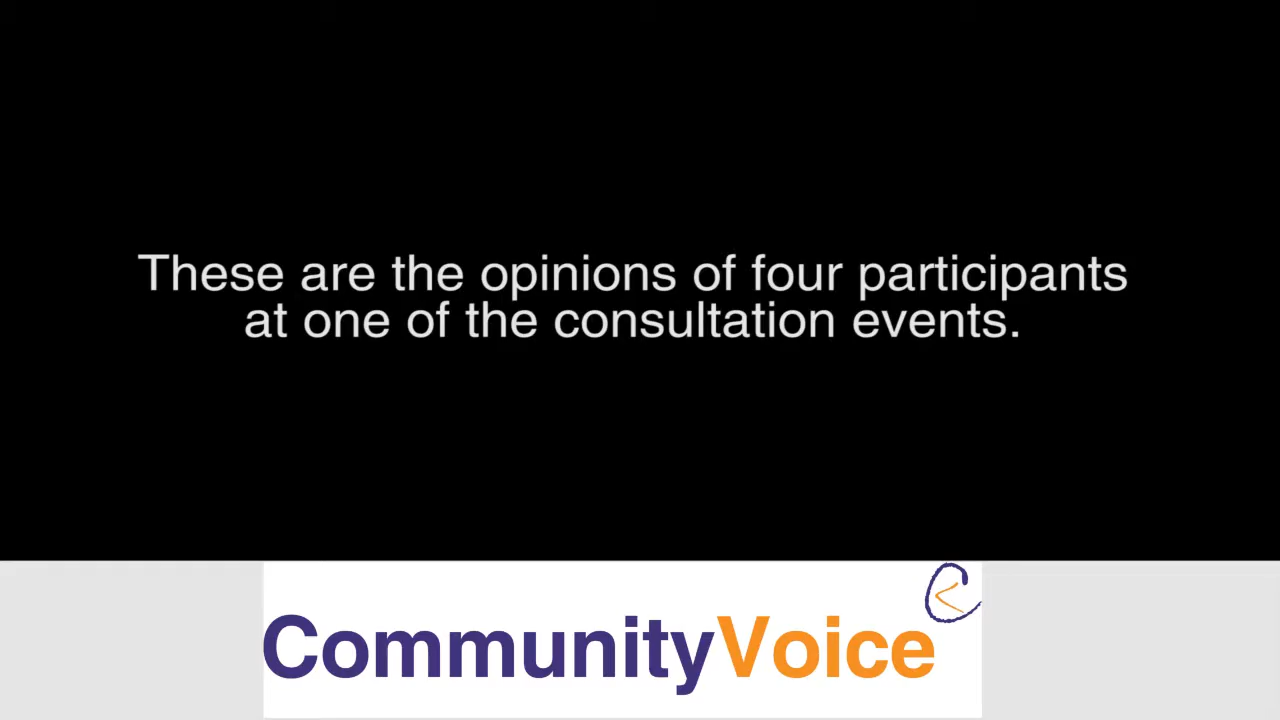 These are the opinions of four participants
at one of the consultation events.
CommunityVoice